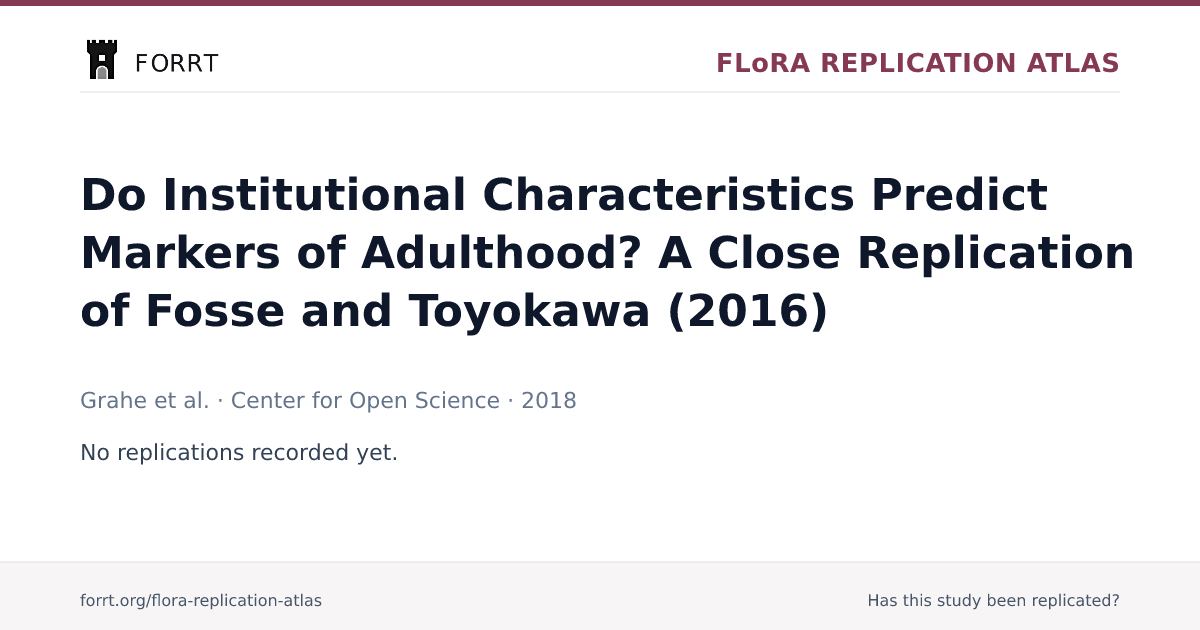 FORRT
FLoRA REPLICATION ATLAS
Do Institutional Characteristics Predict
Markers of Adulthood? A Close Replication
of Fosse and Toyokawa (2016)
Grahe et al. · Center for Open Science · 2018
No replications recorded yet.
forrt.org/flora-replication-atlas
Has this study been replicated?